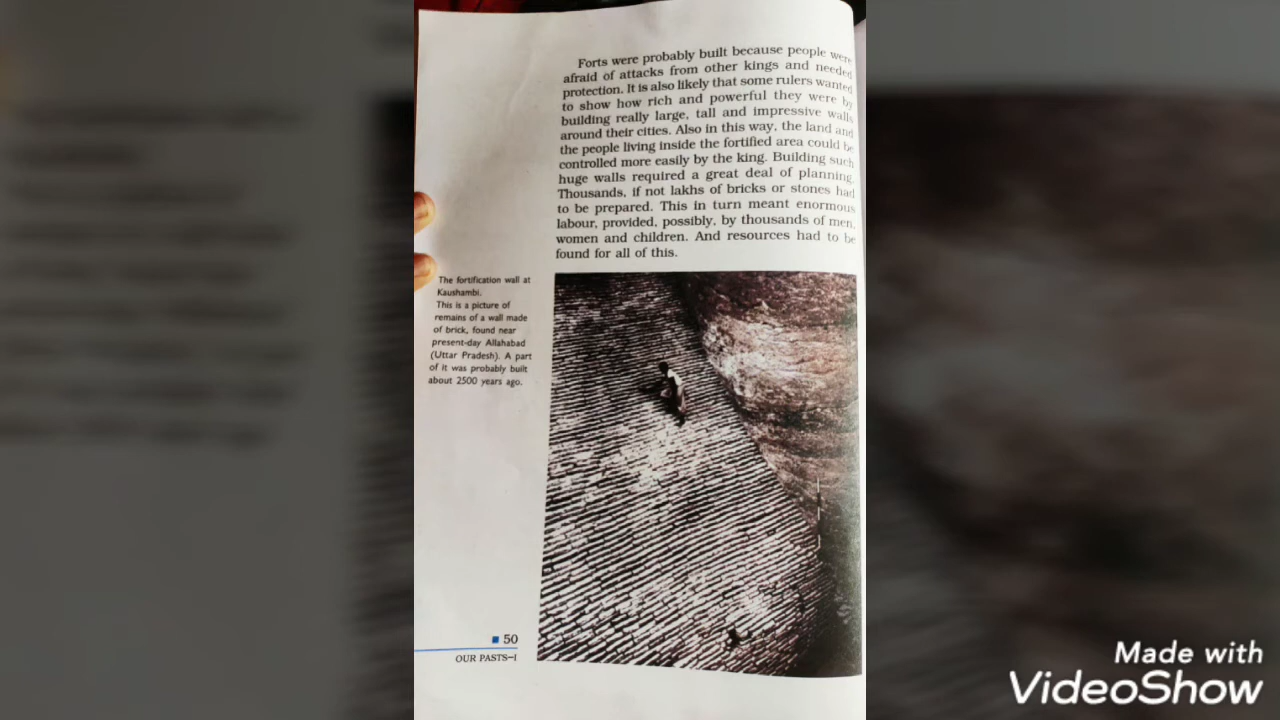 Forts were probably built because people were
afraid of attacks from other kings and needed
protection. It is also likely that some rulers wanted
to show how rich and powerful they were by
building really large, tall and impressive walls
around their cities. Also in this way, the land and
the people living inside the fortified area could be
controlled more easily by the king. Building such
huge walls required a great deal of planning.
Thousands, if not lakhs of bricks or stones had
to be prepared. This in turn meant enormous
labour, provided, possibly, by thousands of men,
women and children. And resources had to be
found for all of this.
The fortification wall at
Kaushambi.
This is a picture of
remains of a wall made
of brick, found near
present-day Allahabad
(Uttar Pradesh). A part
of it was probably built
about 2500 years ago.
50
OUR PASTS–I
Made with
VideoShow